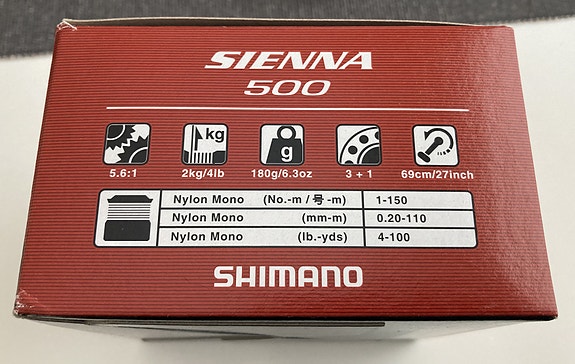 SIENNA
500
kg
g
5.6:1 2kg/4lb 180g/6.3oz 3 + 1 69cm/27inch
Nylon Mono (No.-m / 号 -m) 1-150
Nylon Mono (mm-m) 0.20-110
Nylon Mono (lb.-yds) 4-100
SHIMANO